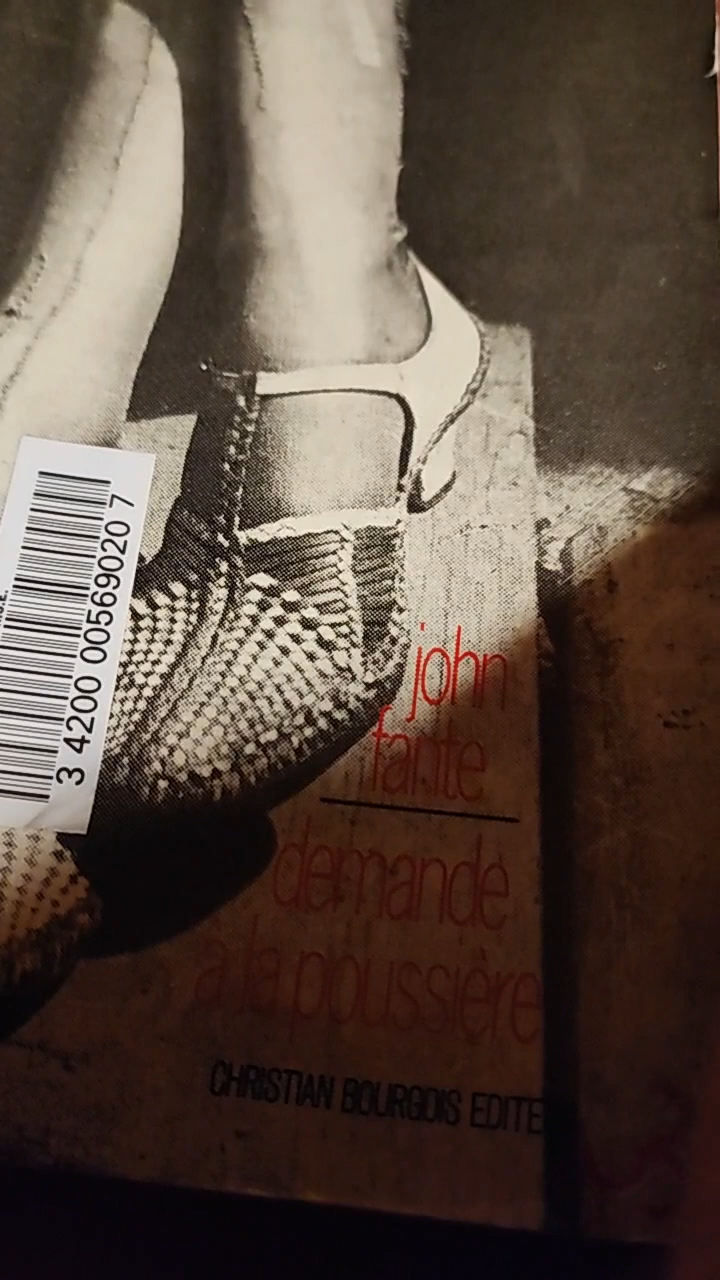 3 4200 00569020 7
john
fante
demande
à la poussière
CHRISTIAN BOURGOIS EDITE